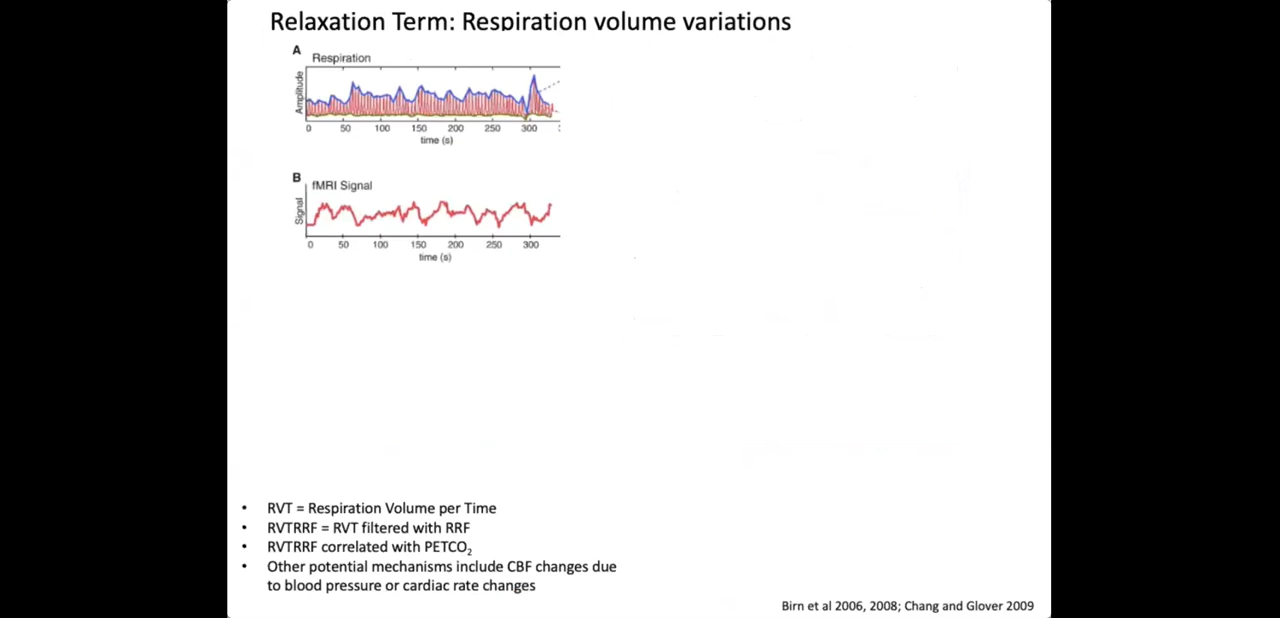 Relaxation Term: Respiration volume variations
A
Respiration
Amplitude
0 50 100 150 200 250 300
time (s)
B
fMRI Signal
Signal
0 50 100 150 200 250 300
time (s)
• RVT = Respiration Volume per Time
• RVTRRF = RVT filtered with RRF
• RVTRRF correlated with PETCO₂
• Other potential mechanisms include CBF changes due
to blood pressure or cardiac rate changes
Birn et al 2006, 2008; Chang and Glover 2009